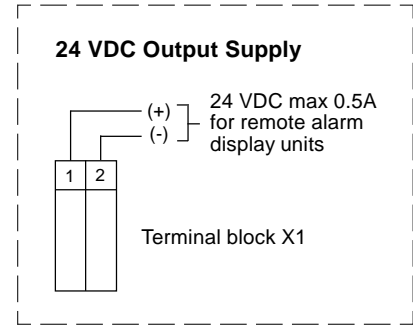 24 VDC Output Supply
(+)
(-)
24 VDC max 0.5A
for remote alarm
display units
1 2
Terminal block X1